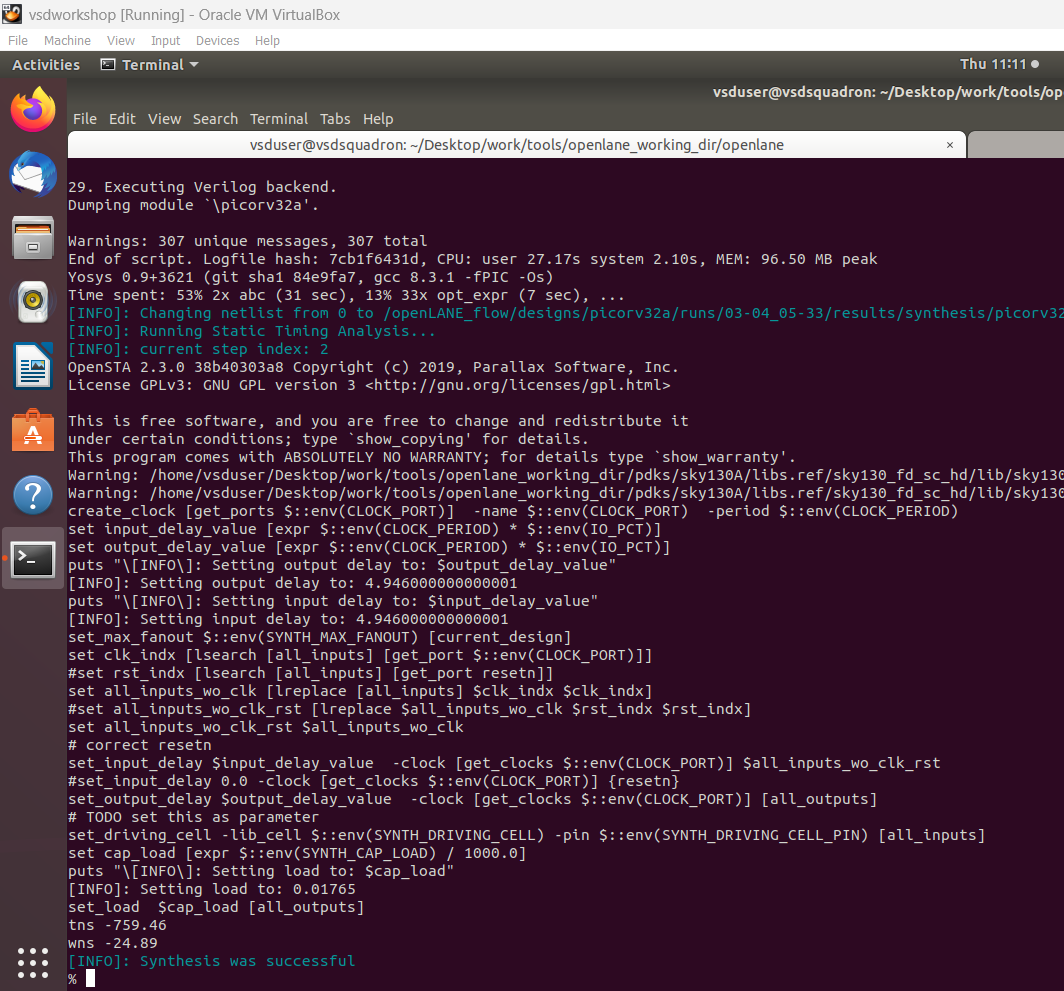 vsdworkshop [Running] - Oracle VM VirtualBox
File Machine View Input Devices Help
Activities Terminal Thu 11:11
vsduser@vsdsquadron: ~/Desktop/work/tools/op
File Edit View Search Terminal Tabs Help
vsduser@vsdsquadron: ~/Desktop/work/tools/openlane_working_dir/openlane ×
29. Executing Verilog backend.
Dumping module `\picorv32a'.
Warnings: 307 unique messages, 307 total
End of script. Logfile hash: 7cb1f6431d, CPU: user 27.17s system 2.10s, MEM: 96.50 MB peak
Yosys 0.9+3621 (git sha1 84e9fa7, gcc 8.3.1 -fPIC -Os)
Time spent: 53% 2x abc (31 sec), 13% 33x opt_expr (7 sec), ...
[INFO]: Changing netlist from 0 to /openLANE_flow/designs/picorv32a/runs/03-04_05-33/results/synthesis/picorv32
[INFO]: Running Static Timing Analysis...
[INFO]: current step index: 2
OpenSTA 2.3.0 38b40303a8 Copyright (c) 2019, Parallax Software, Inc.
License GPLv3: GNU GPL version 3 <http://gnu.org/licenses/gpl.html>
This is free software, and you are free to change and redistribute it
under certain conditions; type `show_copying' for details.
This program comes with ABSOLUTELY NO WARRANTY; for details type `show_warranty'.
Warning: /home/vsduser/Desktop/work/tools/openlane_working_dir/pdks/sky130A/libs.ref/sky130_fd_sc_hd/lib/sky130
Warning: /home/vsduser/Desktop/work/tools/openlane_working_dir/pdks/sky130A/libs.ref/sky130_fd_sc_hd/lib/sky130
create_clock [get_ports $::env(CLOCK_PORT)]  -name $::env(CLOCK_PORT)  -period $::env(CLOCK_PERIOD)
set input_delay_value [expr $::env(CLOCK_PERIOD) * $::env(IO_PCT)]
set output_delay_value [expr $::env(CLOCK_PERIOD) * $::env(IO_PCT)]
puts "\[INFO\]: Setting output delay to: $output_delay_value"
[INFO]: Setting output delay to: 4.946000000000001
puts "\[INFO\]: Setting input delay to: $input_delay_value"
[INFO]: Setting input delay to: 4.946000000000001
set_max_fanout $::env(SYNTH_MAX_FANOUT) [current_design]
set clk_indx [lsearch [all_inputs] [get_port $::env(CLOCK_PORT)]]
#set rst_indx [lsearch [all_inputs] [get_port resetn]]
set all_inputs_wo_clk [lreplace [all_inputs] $clk_indx $clk_indx]
#set all_inputs_wo_clk_rst [lreplace $all_inputs_wo_clk $rst_indx $rst_indx]
set all_inputs_wo_clk_rst $all_inputs_wo_clk
# correct resetn
set_input_delay $input_delay_value  -clock [get_clocks $::env(CLOCK_PORT)] $all_inputs_wo_clk_rst
#set_input_delay 0.0 -clock [get_clocks $::env(CLOCK_PORT)] {resetn}
set_output_delay $output_delay_value  -clock [get_clocks $::env(CLOCK_PORT)] [all_outputs]
# TODO set this as parameter
set_driving_cell -lib_cell $::env(SYNTH_DRIVING_CELL) -pin $::env(SYNTH_DRIVING_CELL_PIN) [all_inputs]
set cap_load [expr $::env(SYNTH_CAP_LOAD) / 1000.0]
puts "\[INFO\]: Setting load to: $cap_load"
[INFO]: Setting load to: 0.01765
set_load  $cap_load [all_outputs]
tns -759.46
wns -24.89
[INFO]: Synthesis was successful
%